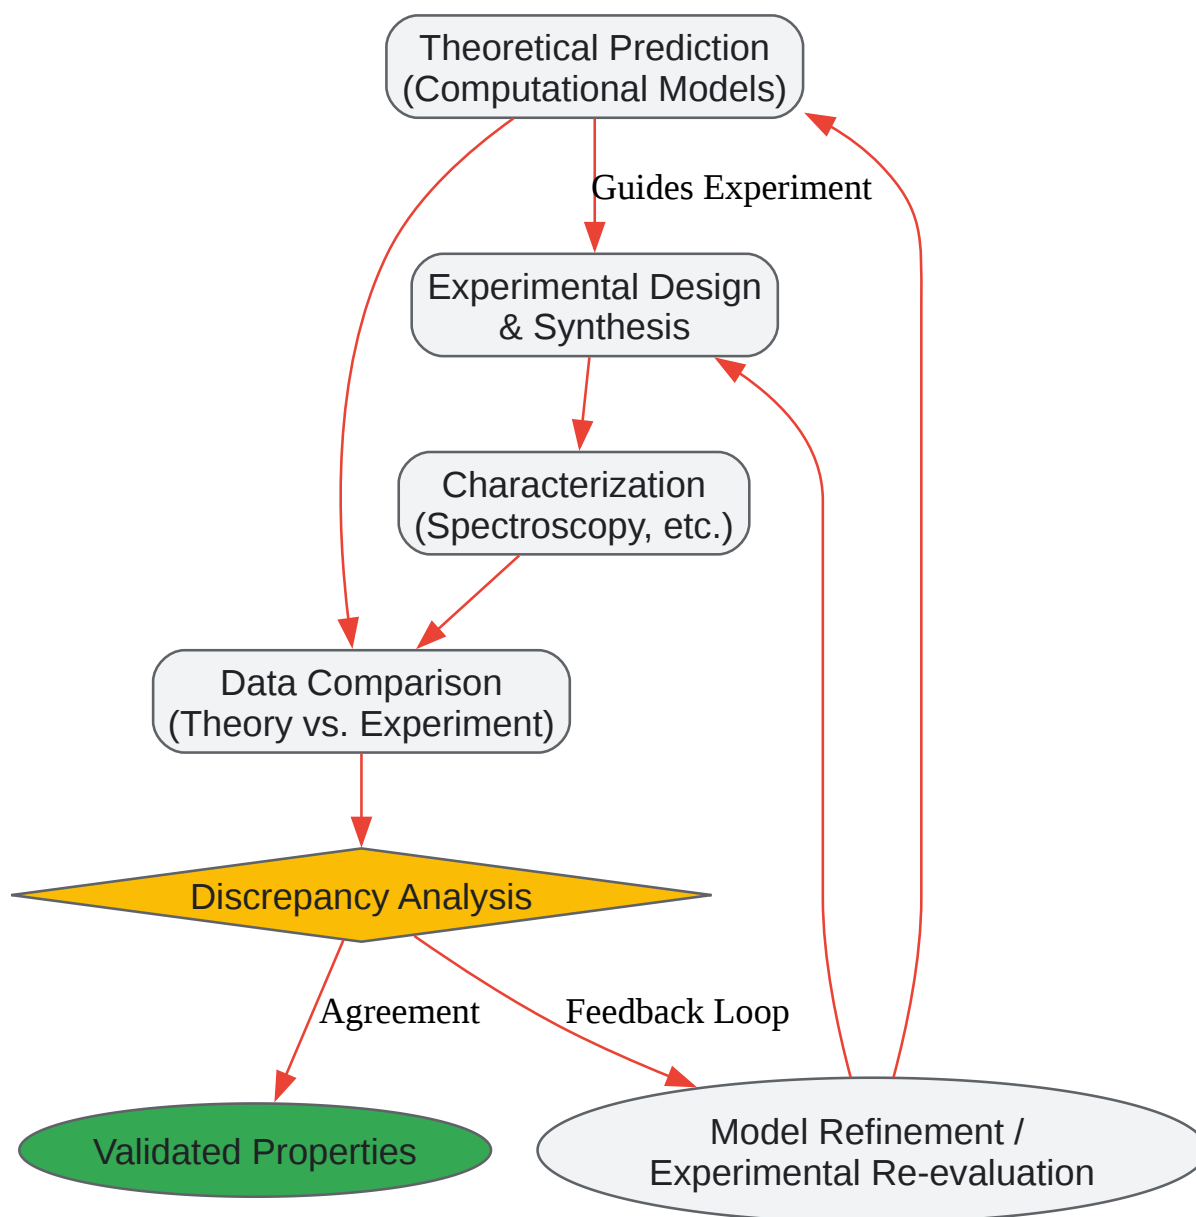 Theoretical Prediction
(Computational Models)
Guides Experiment
Experimental Design
& Synthesis
Characterization
(Spectroscopy, etc.)
Data Comparison
(Theory vs. Experiment)
Discrepancy Analysis
Agreement
Feedback Loop
Validated Properties
Model Refinement /
Experimental Re-evaluation